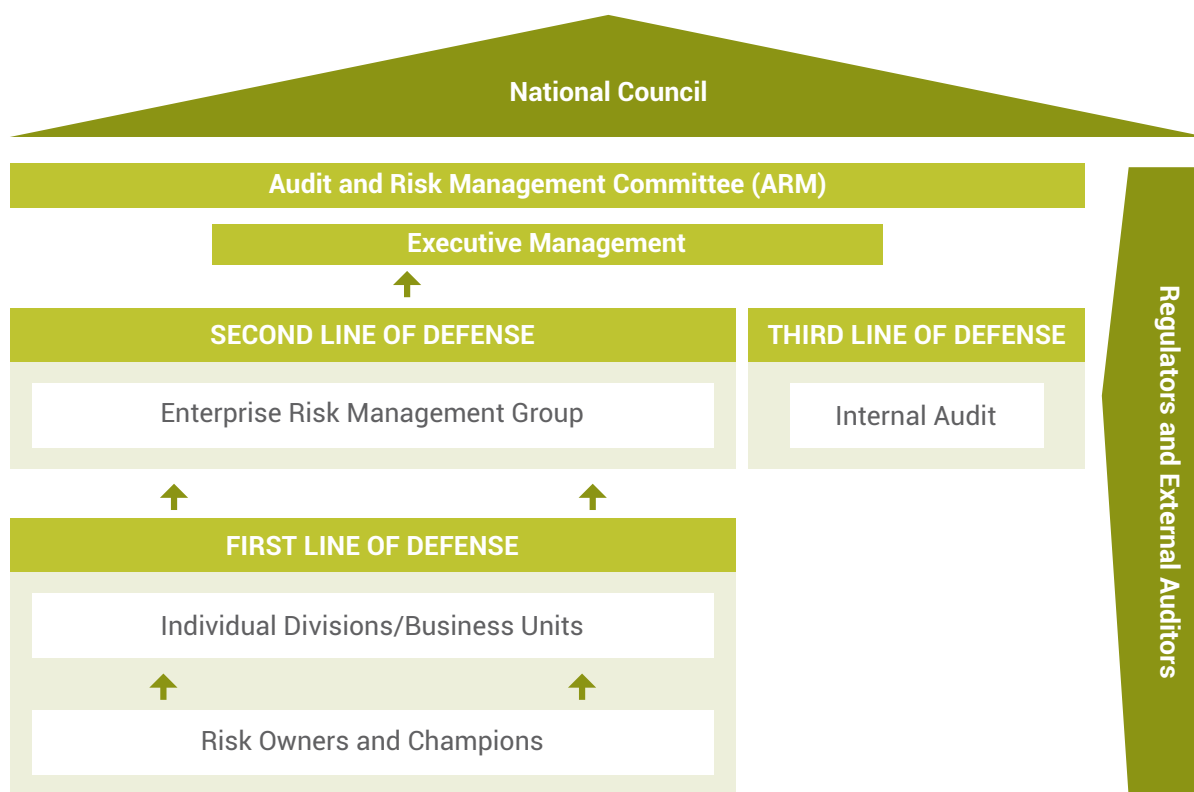 National Council
Audit and Risk Management Committee (ARM)
Executive Management
SECOND LINE OF DEFENSE
Enterprise Risk Management Group
THIRD LINE OF DEFENSE
Internal Audit
FIRST LINE OF DEFENSE
Individual Divisions/Business Units
Risk Owners and Champions
Regulators and External Auditors